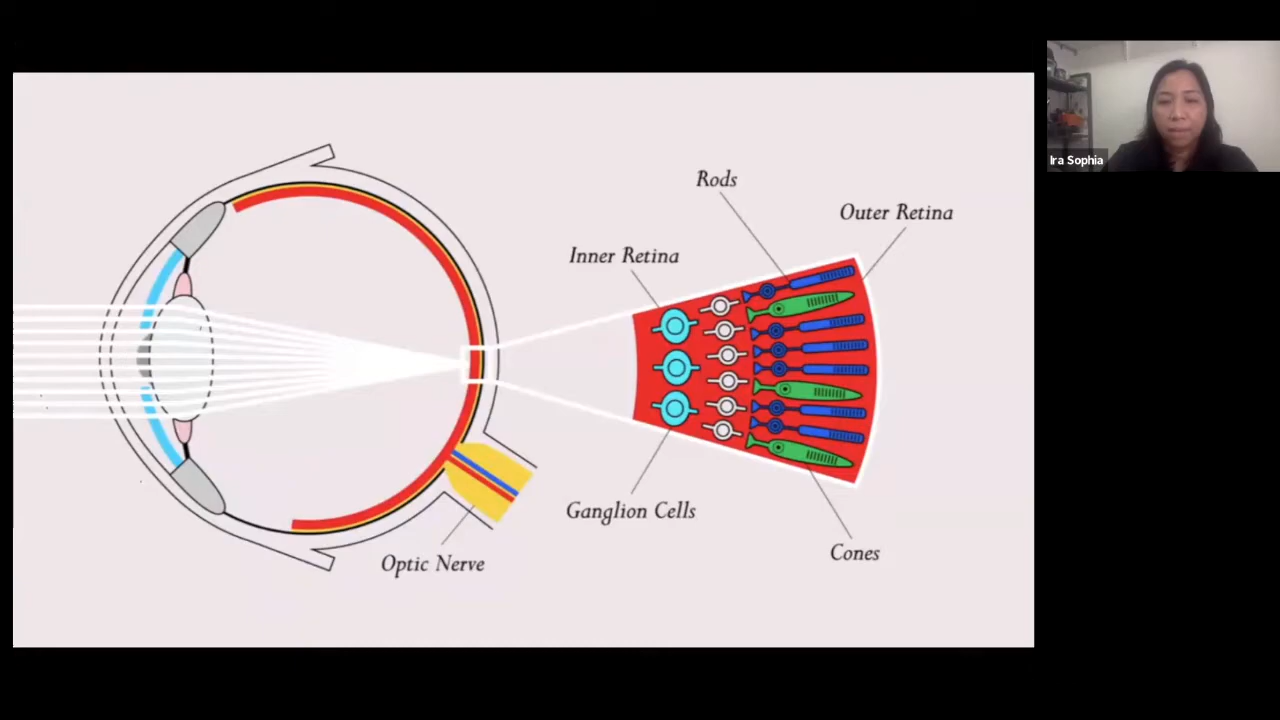 Rods
Outer Retina
Inner Retina
Ganglion Cells
Cones
Optic Nerve
Ira Sophia